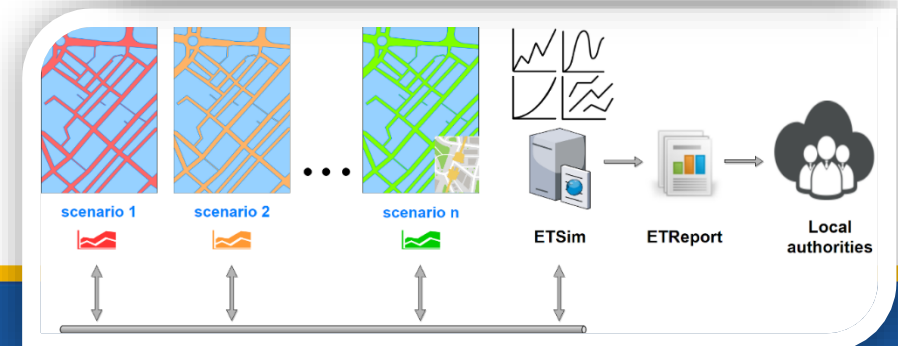 scenario 1
scenario 2
scenario n
ETSim
ETReport
Local
authorities